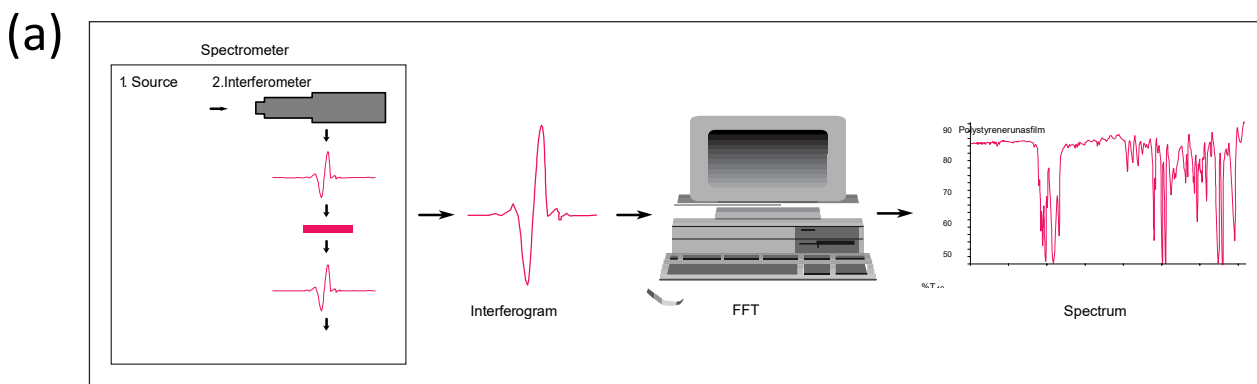 (a)
Spectrometer
1. Source
2.Interferometer
Interferogram
FFT
90
Polystyrenerunasfilm
80
70
60
50
%T
Spectrum